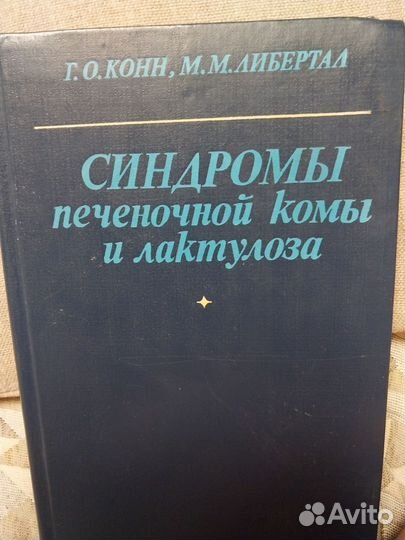 Г. О. КОНН, М. М. ЛИБЕРТАЛ
СИНДРОМЫ
печеночной комы
и лактулоза
Avito